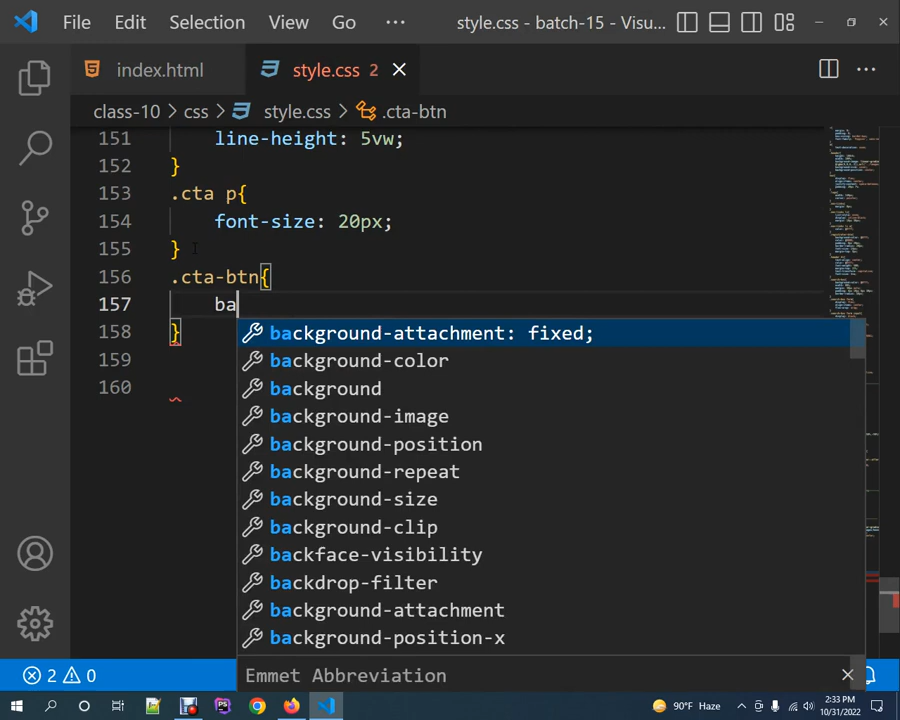 File Edit Selection View Go ··· style.css - batch-15 - Visu...
index.html style.css 2
class-10 > css > style.css > .cta-btn
151 line-height: 5vw;
152 }
153 .cta p{
154 font-size: 20px;
155 }
156 .cta-btn{
157 ba
158 }
159
160
background-attachment: fixed;
background-color
background
background-image
background-position
background-repeat
background-size
background-clip
backface-visibility
backdrop-filter
background-attachment
background-position-x
Emmet Abbreviation
2 0
90°F Haze
2:33 PM
10/31/2022